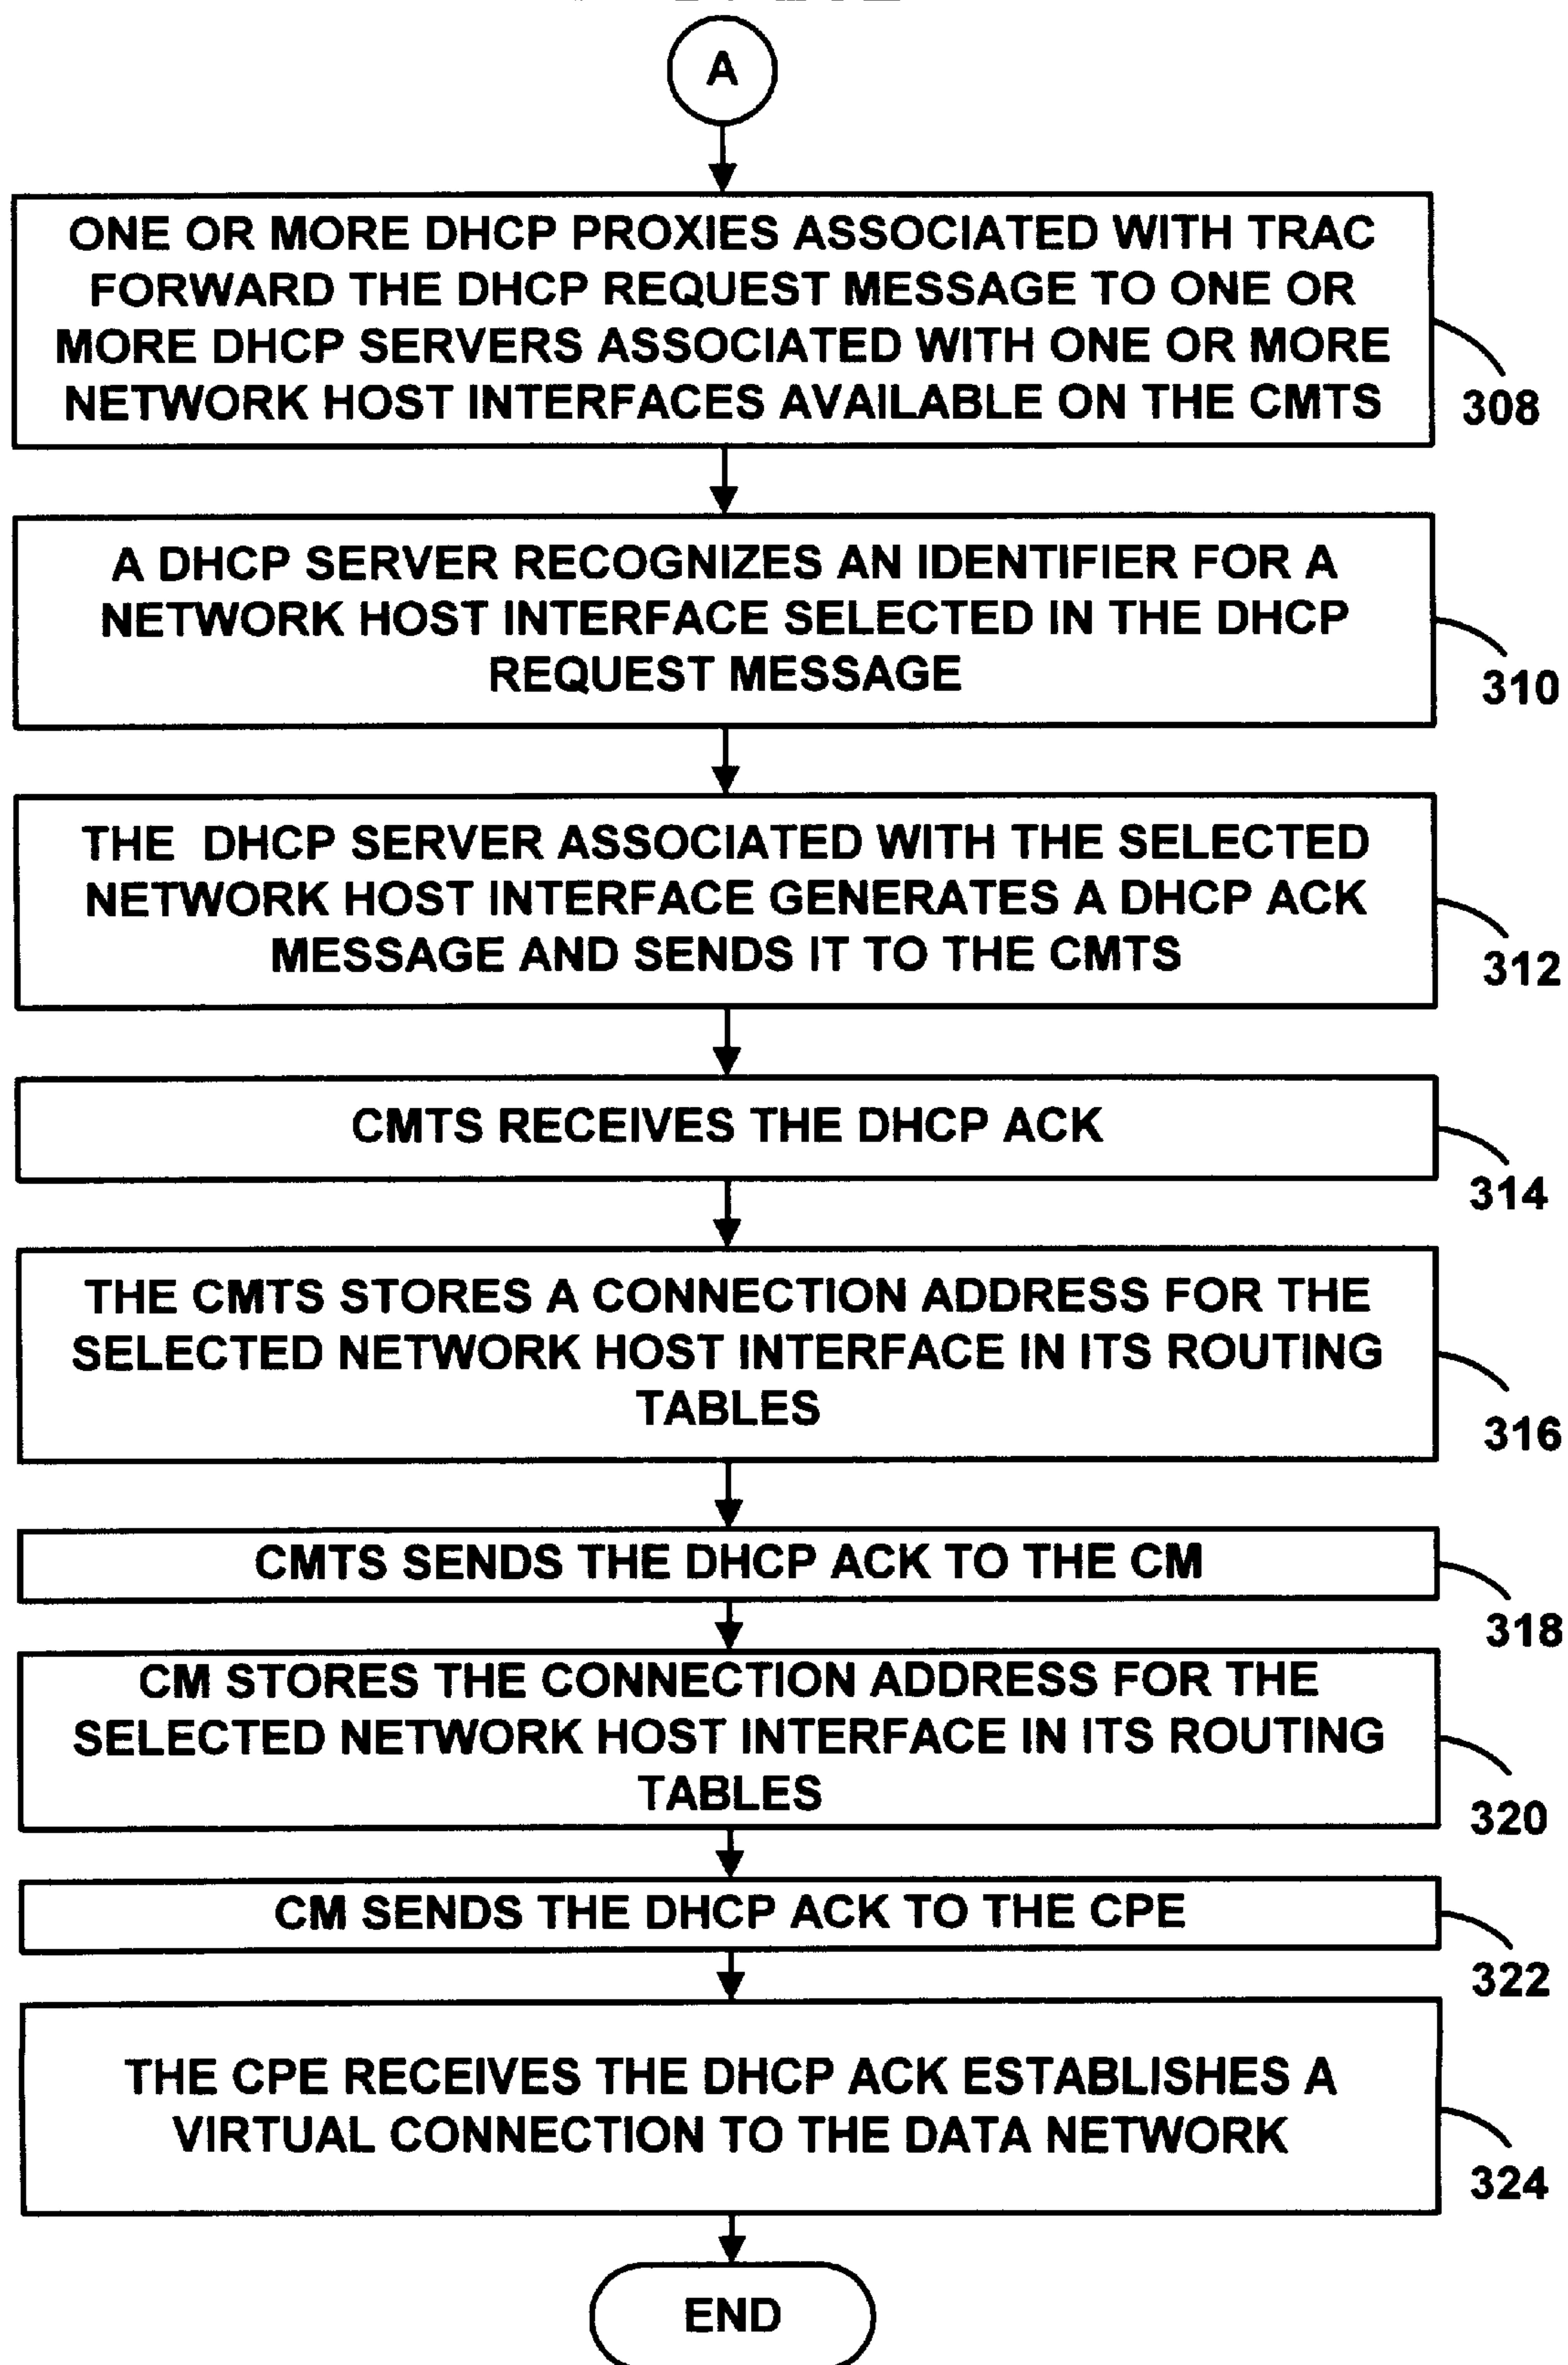 A
ONE OR MORE DHCP PROXIES ASSOCIATED WITH TRAC
FORWARD THE DHCP REQUEST MESSAGE TO ONE OR
MORE DHCP SERVERS ASSOCIATED WITH ONE OR MORE
NETWORK HOST INTERFACES AVAILABLE ON THE CMTS
308
A DHCP SERVER RECOGNIZES AN IDENTIFIER FOR A
NETWORK HOST INTERFACE SELECTED IN THE DHCP
REQUEST MESSAGE
310
THE DHCP SERVER ASSOCIATED WITH THE SELECTED
NETWORK HOST INTERFACE GENERATES A DHCP ACK
MESSAGE AND SENDS IT TO THE CMTS
312
CMTS RECEIVES THE DHCP ACK
314
THE CMTS STORES A CONNECTION ADDRESS FOR THE
SELECTED NETWORK HOST INTERFACE IN ITS ROUTING
TABLES
316
CMTS SENDS THE DHCP ACK TO THE CM
318
CM STORES THE CONNECTION ADDRESS FOR THE
SELECTED NETWORK HOST INTERFACE IN ITS ROUTING
TABLES
320
CM SENDS THE DHCP ACK TO THE CPE
322
THE CPE RECEIVES THE DHCP ACK ESTABLISHES A
VIRTUAL CONNECTION TO THE DATA NETWORK
324
END